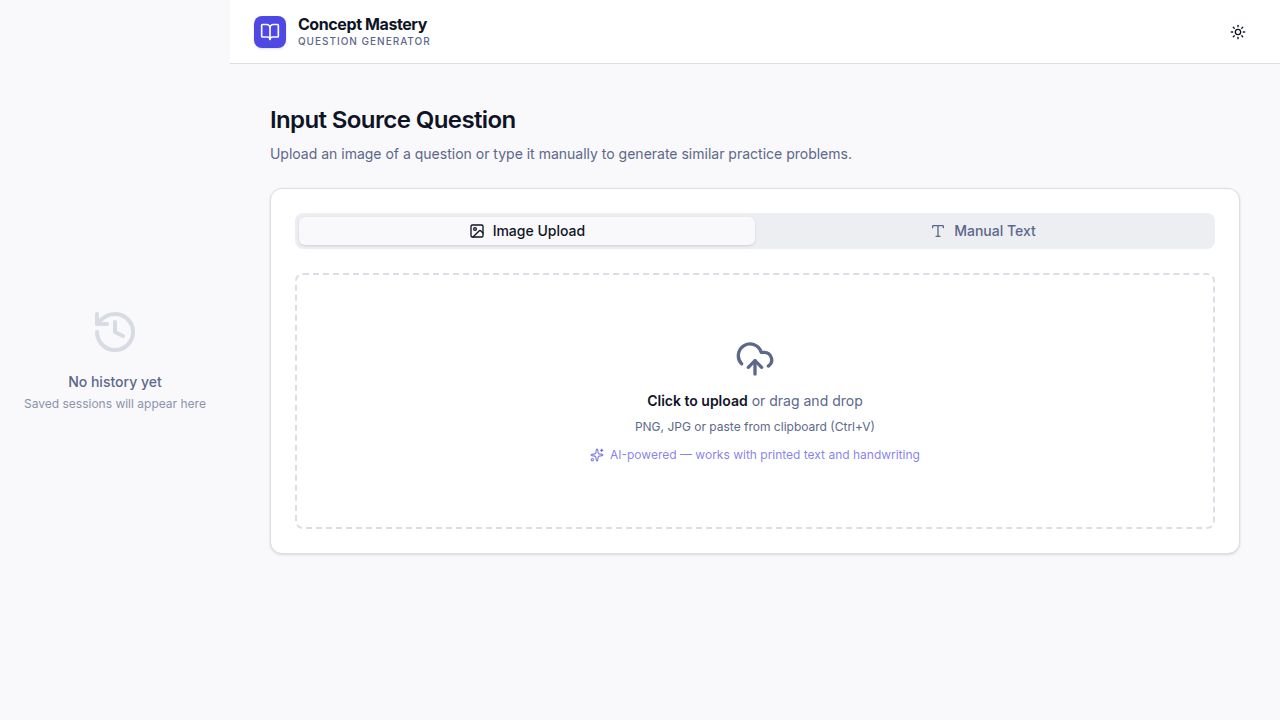 Concept Mastery
QUESTION GENERATOR
Input Source Question
Upload an image of a question or type it manually to generate similar practice problems.
Image Upload
Manual Text
Click to upload or drag and drop
PNG, JPG or paste from clipboard (Ctrl+V)
AI-powered — works with printed text and handwriting
No history yet
Saved sessions will appear here